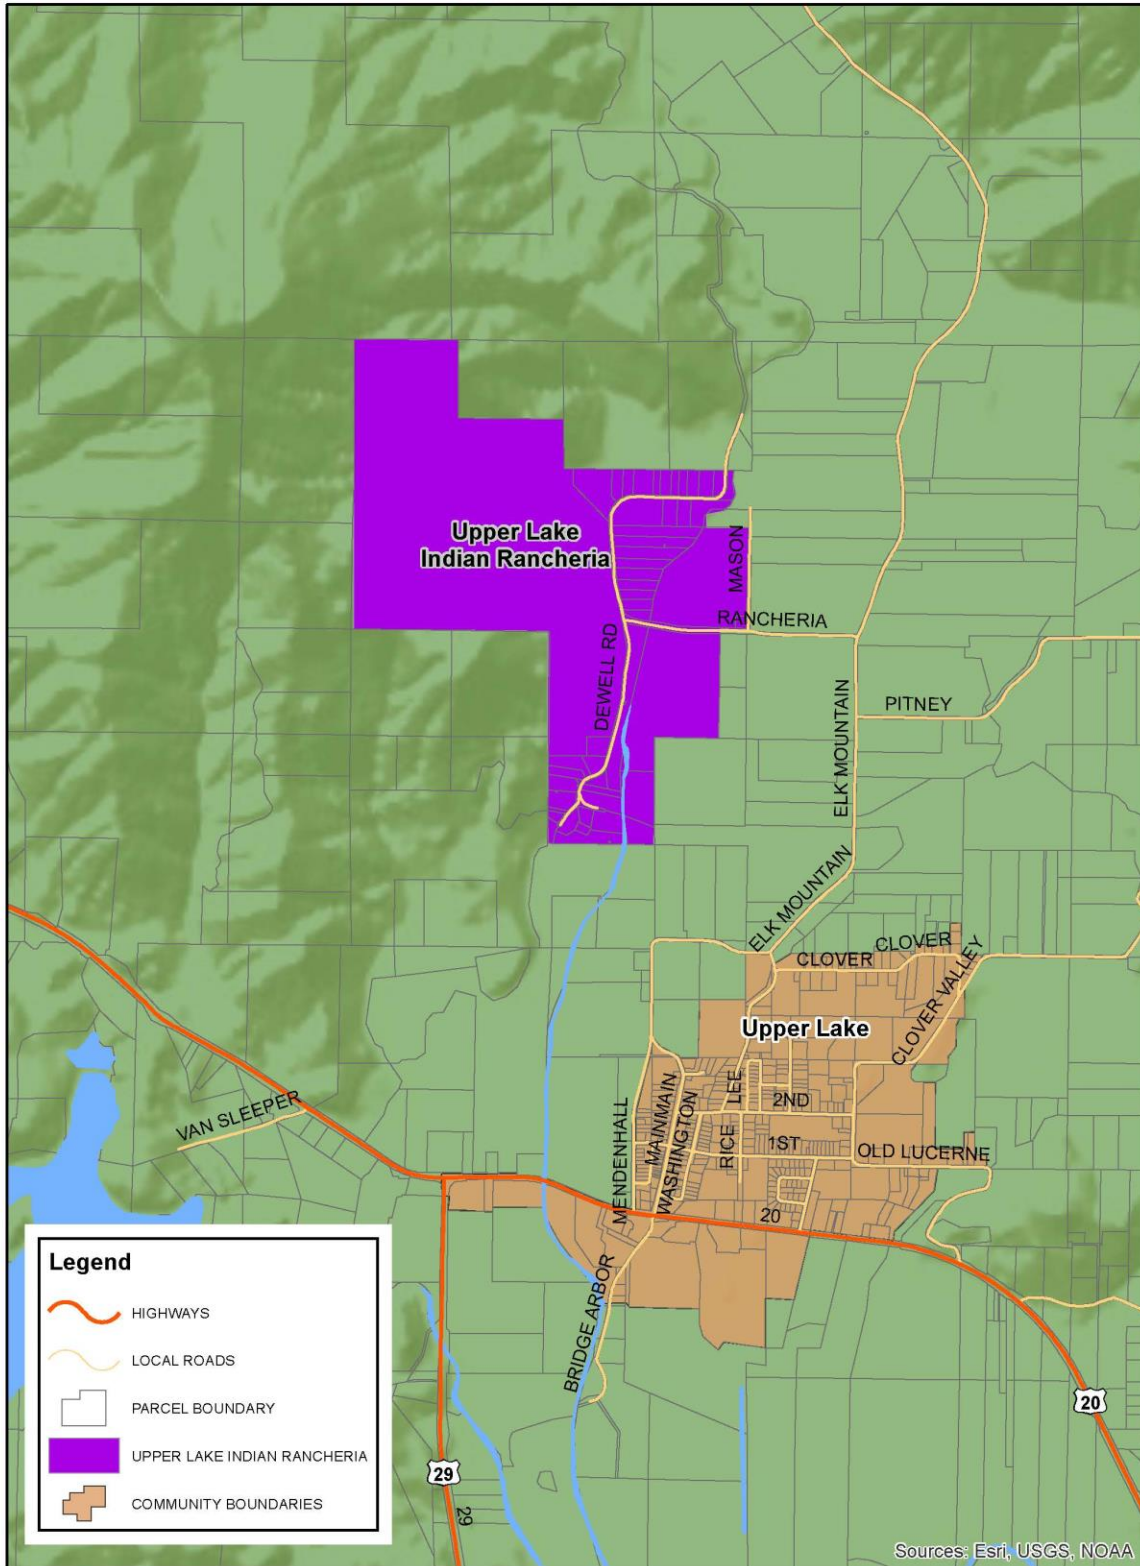 Upper Lake
Indian Rancheria
MASON
RANCHERIA
DEWELL RD
PITNEY
ELK MOUNTAIN
ELK MOUNTAIN
CLOVER
CLOVER
CLOVER VALLEY
Upper Lake
VAN SLEEPER
MENDENHALL
MAINMAIN
WASHINGTON
RICE
LEE
2ND
1ST
OLD LUCERNE
20
BRIDGE ARBOR
20
29
29
Legend
HIGHWAYS
LOCAL ROADS
PARCEL BOUNDARY
UPPER LAKE INDIAN RANCHERIA
COMMUNITY BOUNDARIES
Sources: Esri, USGS, NOAA